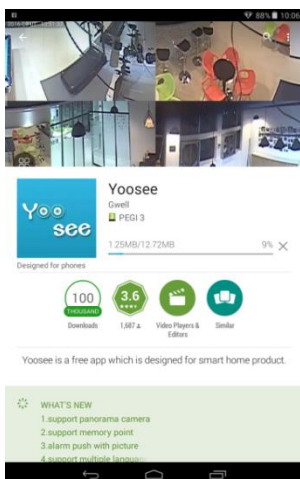 88% 10:06
Yoo
see
Yoosee
Gwell
PEGI 3
1.25MB/12.72MB 9%
Designed for phones
100
THOUSAND
3.6
Downloads
1,687
Video Players &
Editors
Similar
Yoosee is a free app which is designed for smart home product.
WHAT'S NEW
1.support panorama camera
2.support memory point
3.alarm push with picture
4.support multiple language